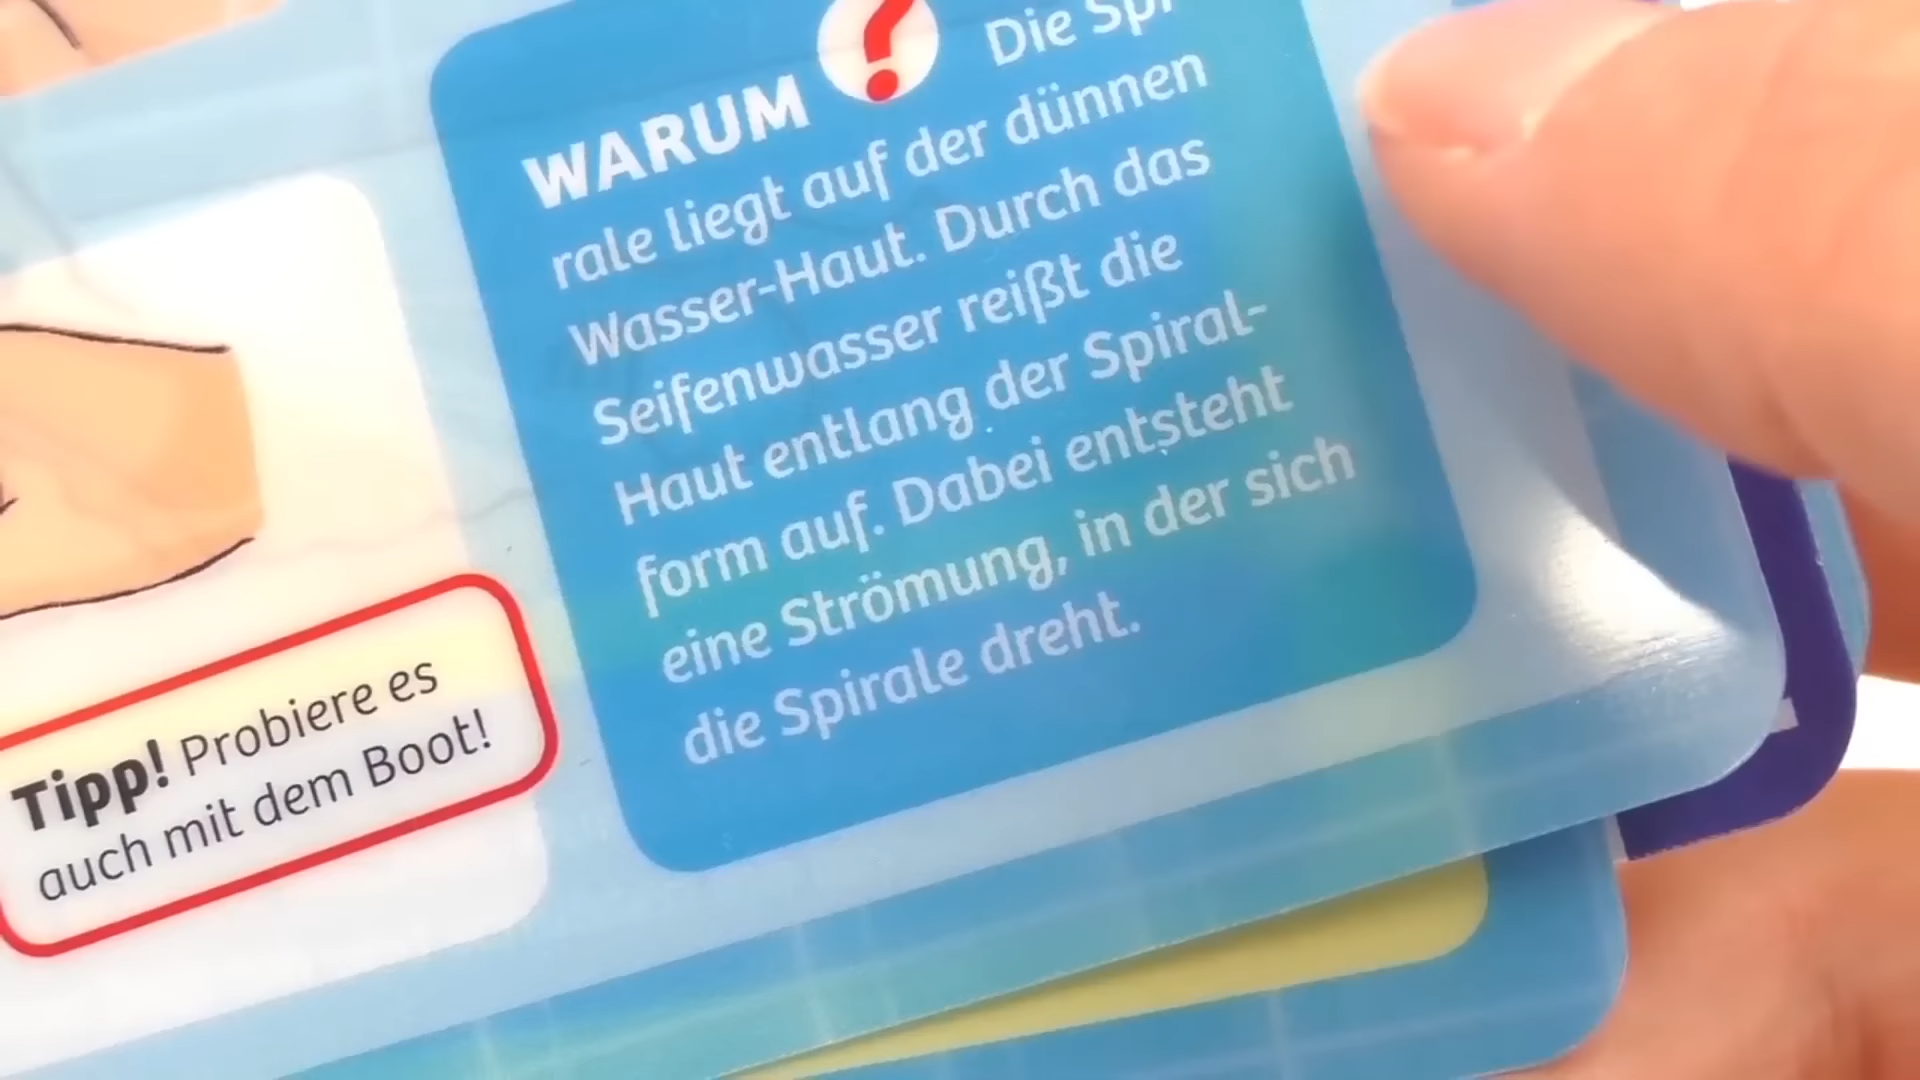 WARUM ? Die Spi-
rale liegt auf der dünnen
Wasser-Haut. Durch das
Seifenwasser reißt die
Haut entlang der Spiral-
form auf. Dabei entsteht
eine Strömung, in der sich
die Spirale dreht.
Tipp! Probiere es
auch mit dem Boot!